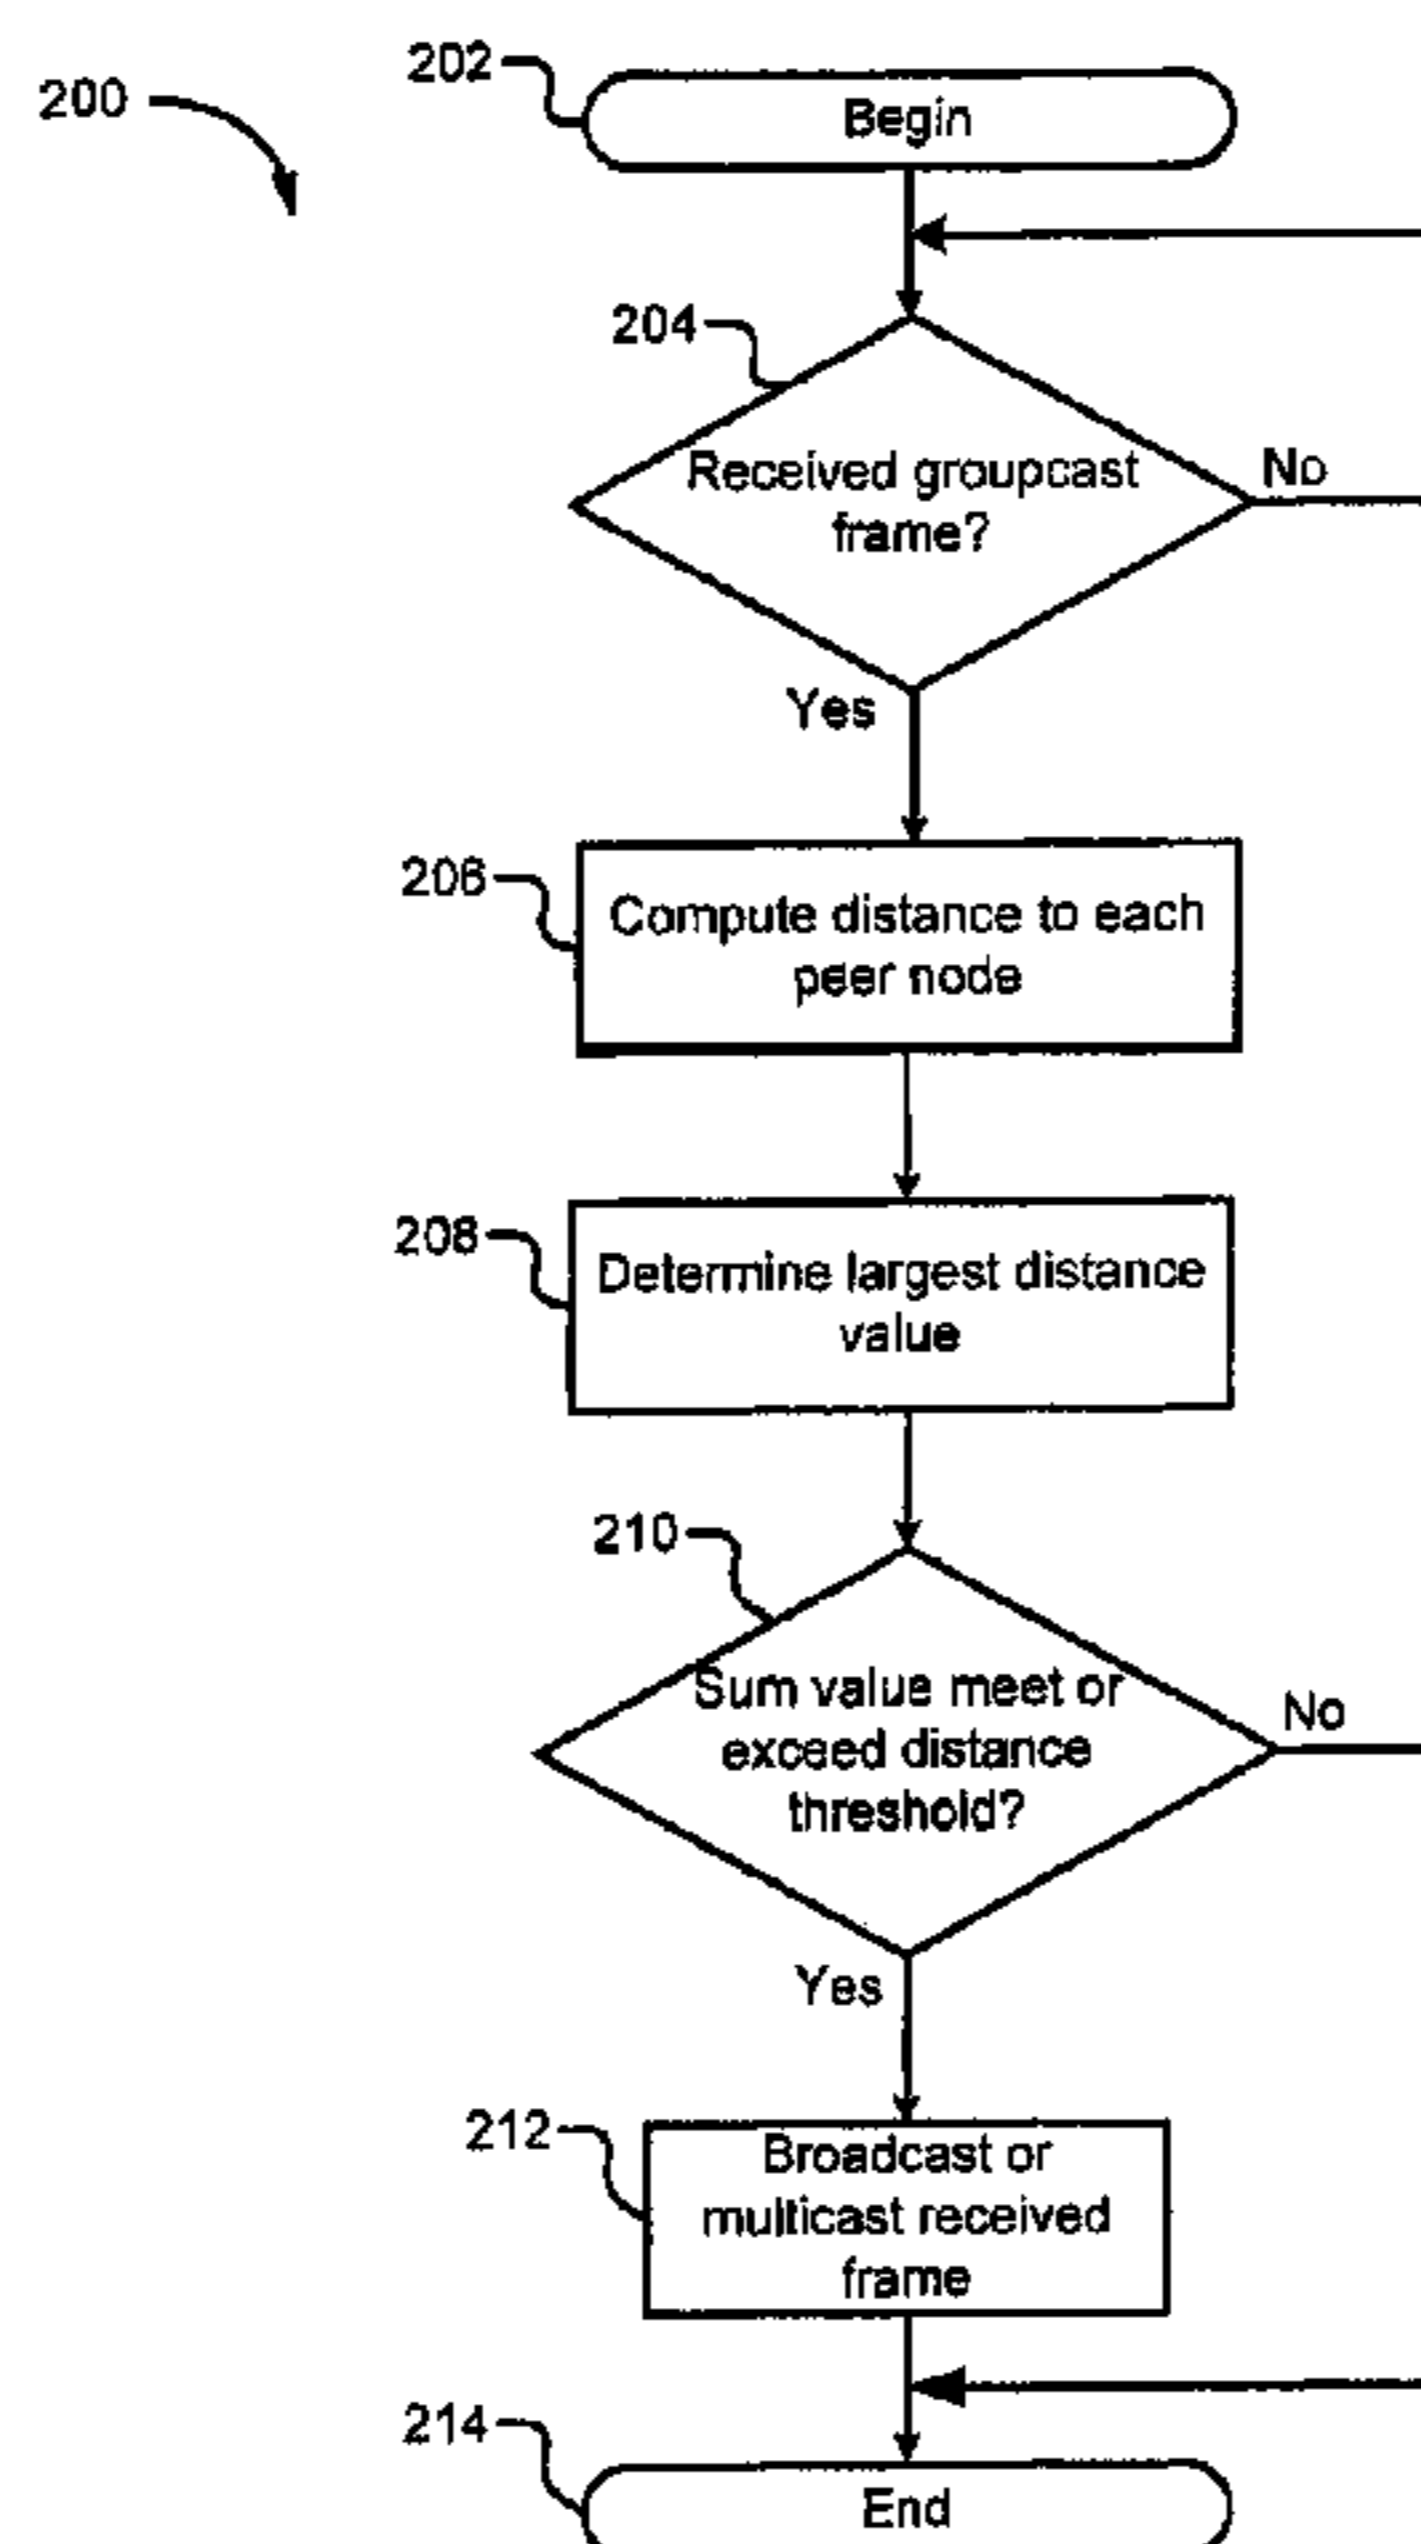 200
202
Begin
204
Received groupcast
frame?
No
Yes
206
Compute distance to each
peer node
208
Determine largest distance
value
210
Sum value meet or
exceed distance
threshold?
No
Yes
212
Broadcast or
multicast received
frame
214
End